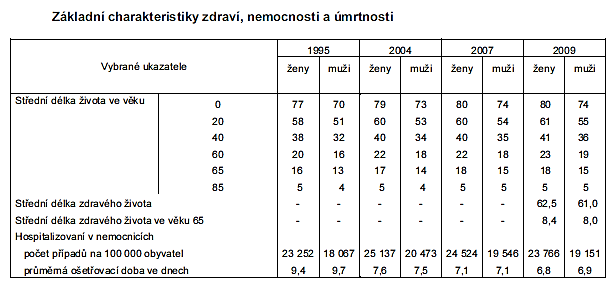 Základní charakteristiky zdraví, nemocnosti a úmrtnosti
Vybrané ukazatele 1995 2004 2007 2009
ženy muži ženy muži ženy muži ženy muži
Střední délka života ve věku 0 77 70 79 73 80 74 80 74
20 58 51 60 53 60 54 61 55
40 38 32 40 34 40 35 41 36
60 20 16 22 18 22 18 23 19
65 16 13 17 14 18 15 18 15
85 5 4 5 4 5 5 5 5
Střední délka zdravého života - - - - - - 62,5 61,0
Střední délka zdravého života ve věku 65 - - - - - - 8,4 8,0
Hospitalizovaní v nemocnicích
počet případů na 100 000 obyvatel 23 252 18 067 25 137 20 473 24 524 19 546 23 766 19 151
průměrná ošetřovací doba ve dnech 9,4 9,7 7,6 7,5 7,1 7,1 6,8 6,9